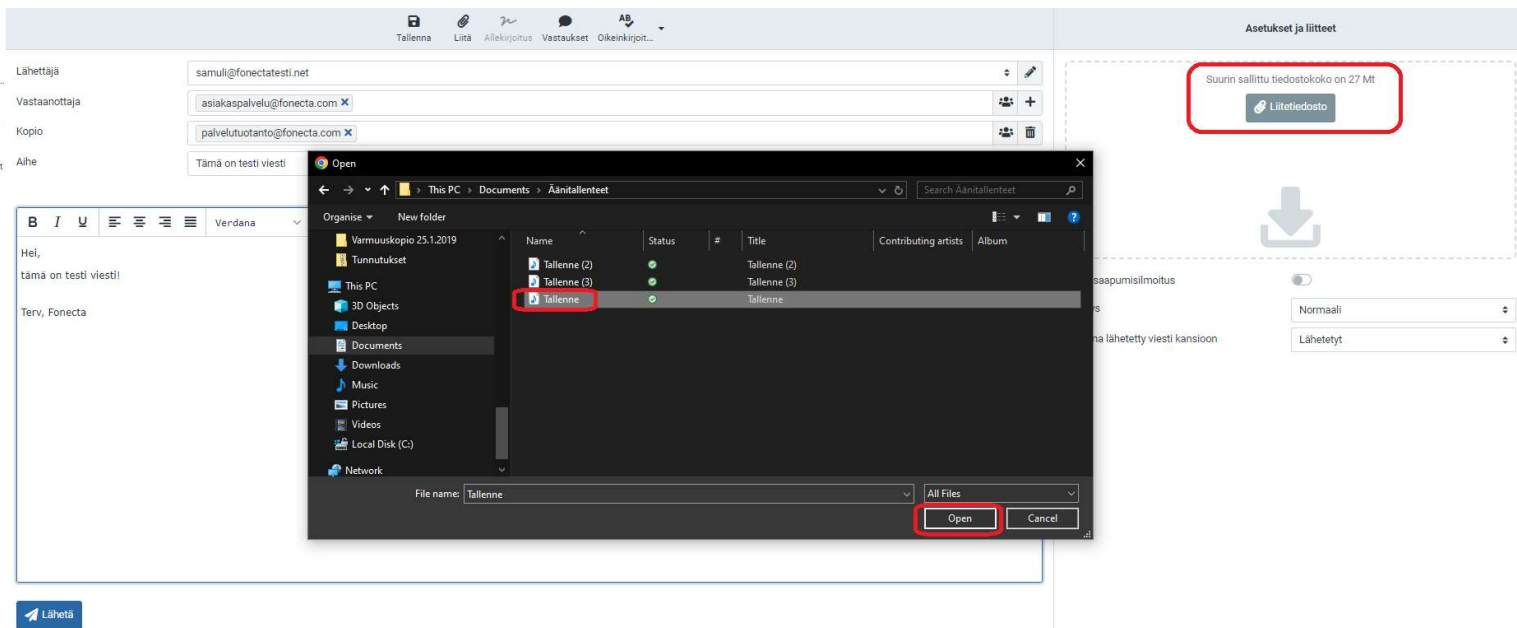 Tallenna Liitä Allekirjoitus Vastaukset Oikeinkirjoit...
Asetukset ja liitteet
Lähettäjä samuli@fonectatesti.net
Vastaanottaja asiakaspalvelu@fonecta.com
Kopio palvelutuotanto@fonecta.com
Aihe Tämä on testi viesti
Suurin sallittu tiedostokoko on 27 Mt
Liitetiedosto
B I U Verdana
Hei,
tämä on testi viesti!
Terv, Fonecta
Lähetä
Open
This PC > Documents > Äänitallenteet
Search Äänitallenteet
Organise New folder
Varmuuskopio 25.1.2019
Tunnutukset
This PC
3D Objects
Desktop
Documents
Downloads
Music
Pictures
Videos
Local Disk (C:)
Network
Name Status # Title Contributing artists Album
Tallenne (2) Tallenne (2)
Tallenne (3) Tallenne (3)
Tallenne Tallenne
File name: Tallenne
All Files
Open Cancel
saapumisilmoitus
Normaali
lähetetty viesti kansioon Lähetetyt